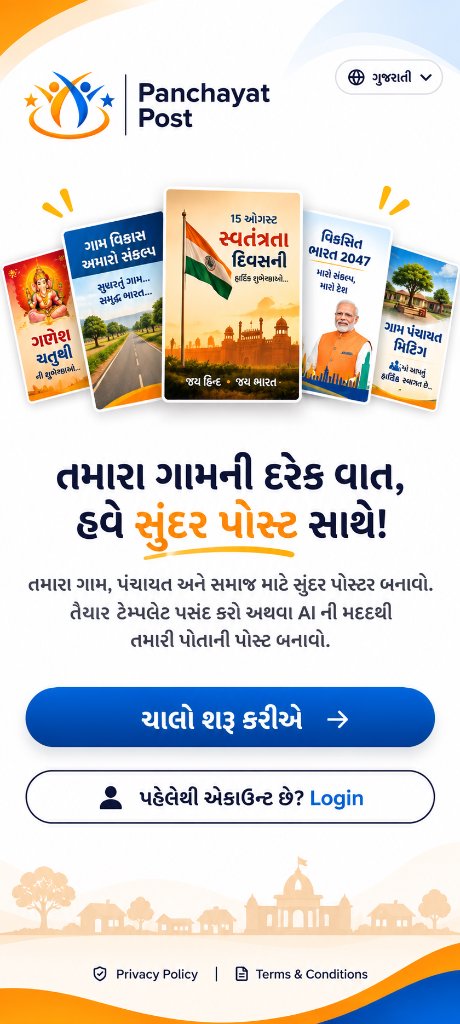 Panchayat
Post
ગુજરાતી
ગણેશ
ચતુર્થી
ની શુભેચ્છાઓ...
ગામ વિકાસ
અમારો સંકલ્પ
સુધરતું ગામ...
સમૃદ્ધ ભારત...
15 ઓગસ્ટ
સ્વતંત્રતા
દિવસની
હાર્દિક શુભેચ્છાઓ...
જય હિન્દ • જય ભારત
વિકસિત
ભારત 2047
મારો સંકલ્પ,
મારો દેશ
ગામ પંચાયત
મિટિંગ
માં આપનું
હાર્દિક સ્વાગત છે..
તમારા ગામની દરેક વાત,
હવે સુંદર પોસ્ટ સાથે!
તમારા ગામ, પંચાયત અને સમાજ માટે સુંદર પોસ્ટર બનાવો.
તૈયાર ટેમ્પલેટ પસંદ કરો અથવા AI ની મદદથી
તમારી પોતાની પોસ્ટ બનાવો.
ચાલો શરૂ કરીએ →
પહેલેથી એકાઉન્ટ છે? Login
Privacy Policy | Terms & Conditions